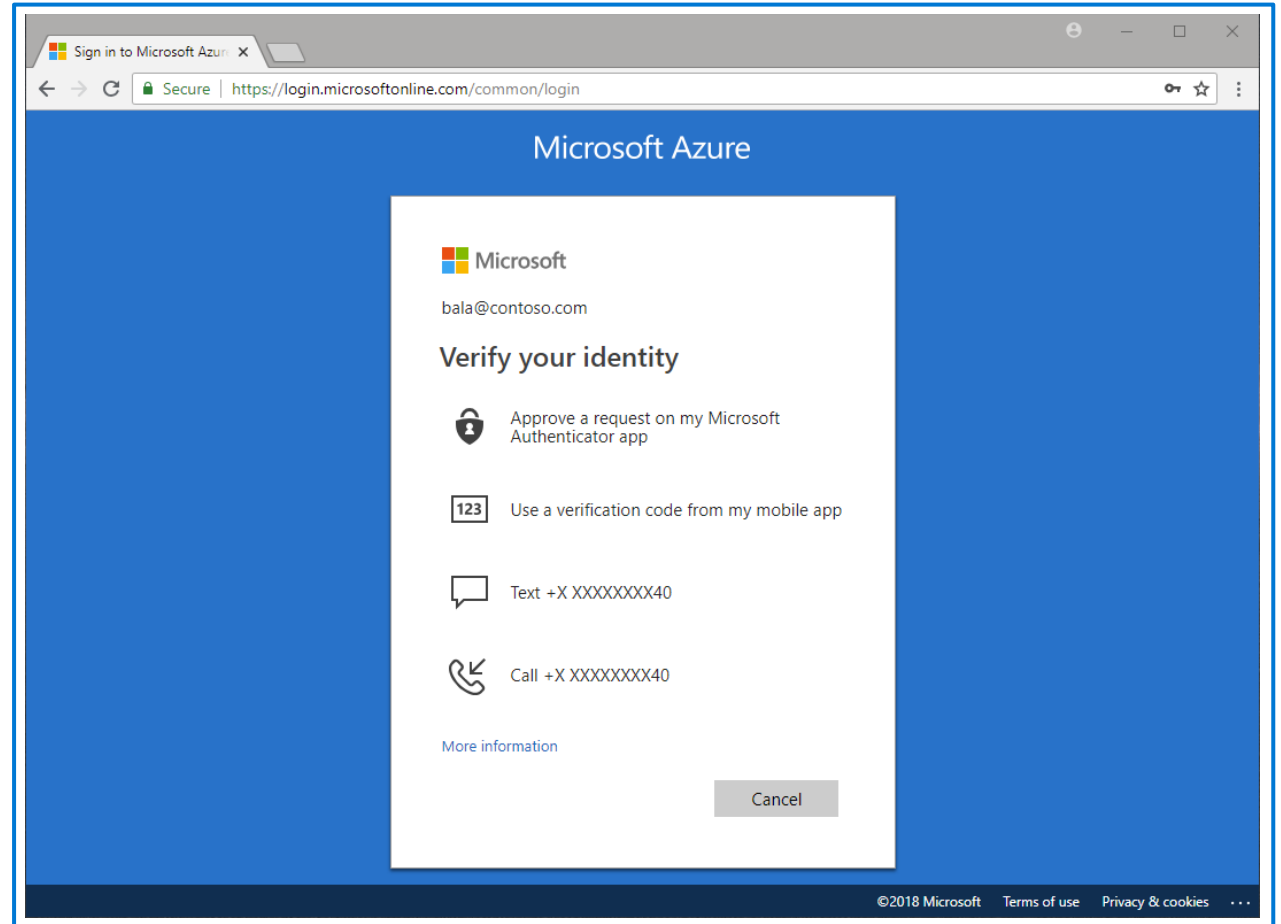 Sign in to Microsoft Azur
Secure | https://login.microsoftonline.com/common/login
Microsoft Azure
Microsoft
bala@contoso.com
Verify your identity
Approve a request on my Microsoft
Authenticator app
123 Use a verification code from my mobile app
Text +X XXXXXXXX40
Call +X XXXXXXXX40
More information
Cancel
©2018 Microsoft Terms of use Privacy & cookies ...